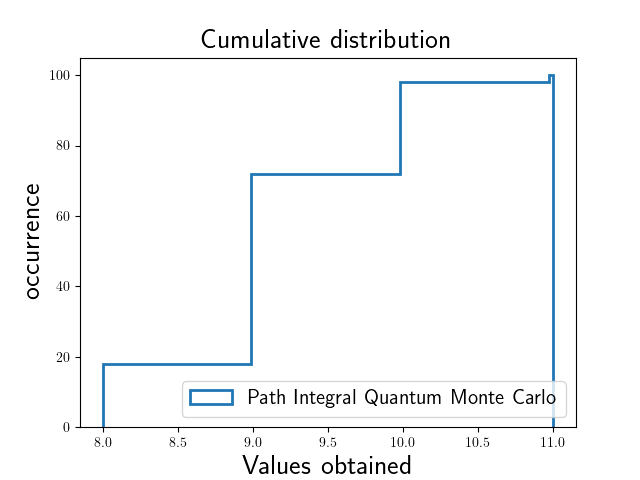 Cumulative distribution
100
80
60
40
20
0
occurrence
Path Integral Quantum Monte Carlo
8.0 8.5 9.0 9.5 10.0 10.5 11.0
Values obtained